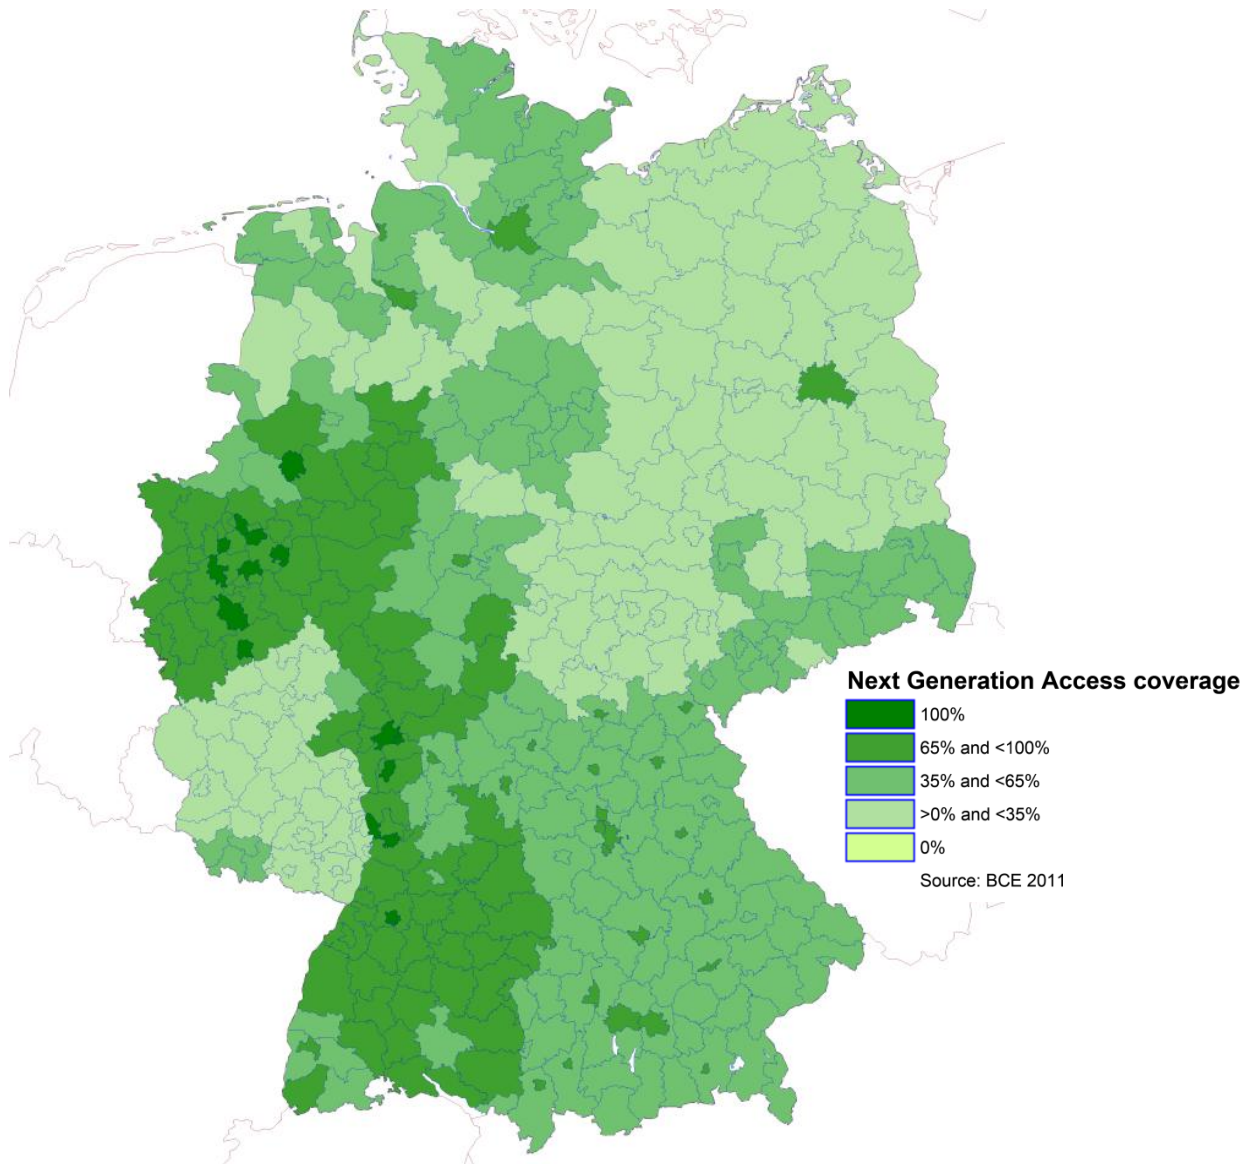 Next Generation Access coverage
100%
65% and <100%
35% and <65%
>0% and <35%
0%
Source: BCE 2011